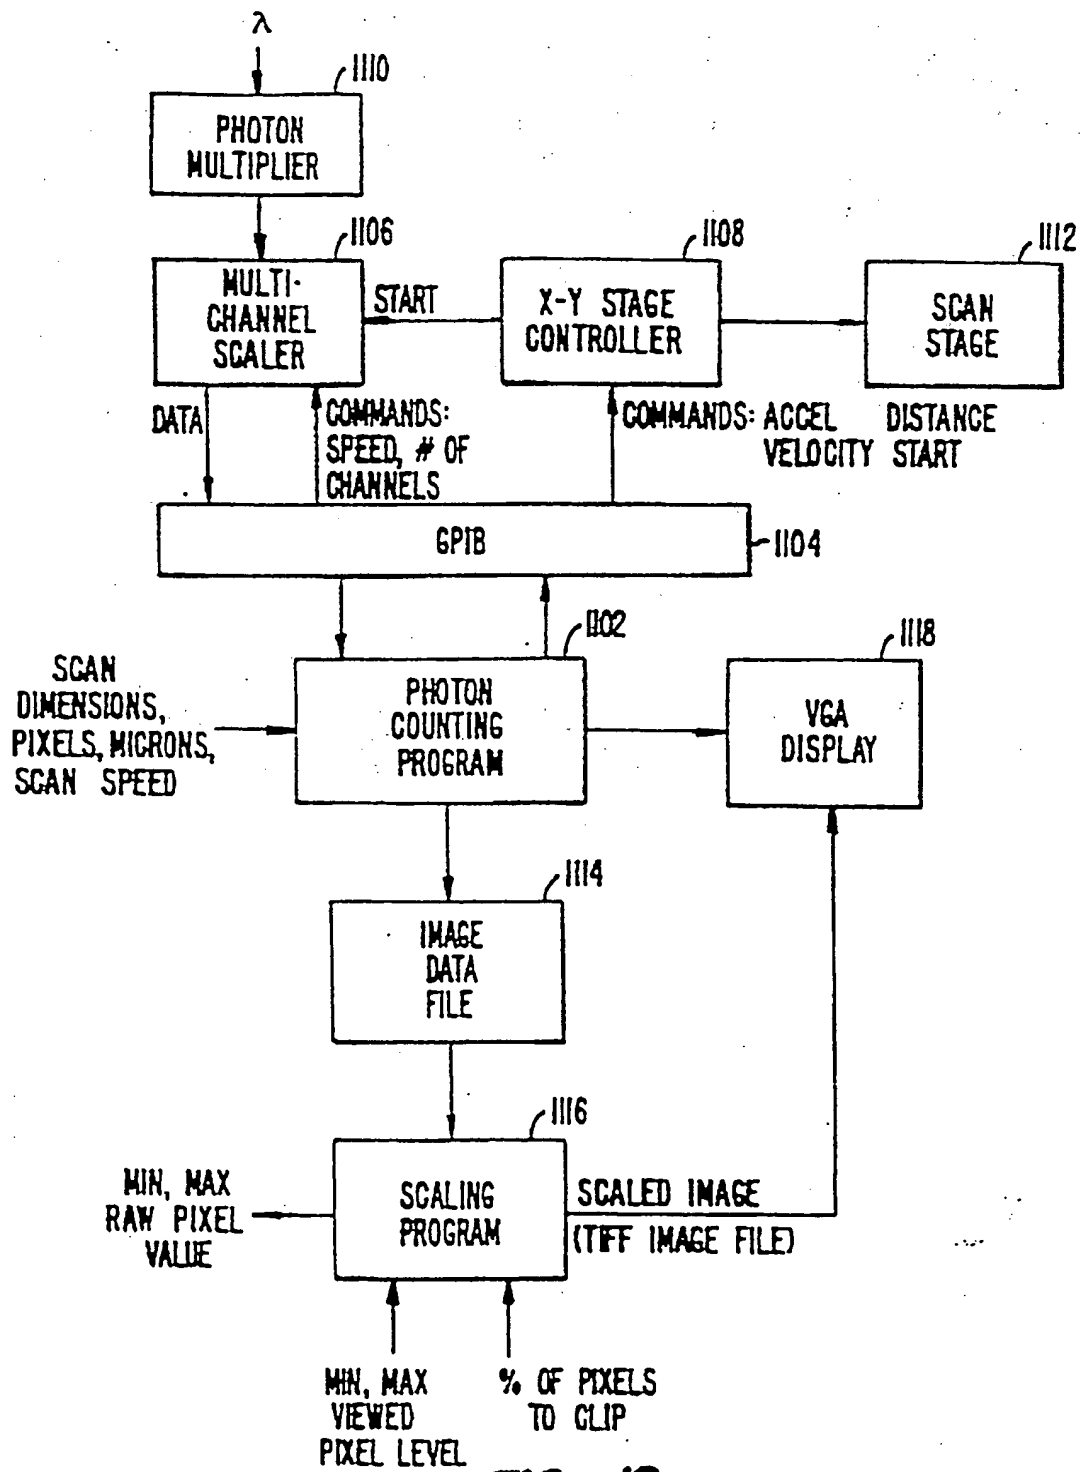 λ
1110
PHOTON
MULTIPLIER
1106
MULTI-
CHANNEL
SCALER
START
1108
X-Y STAGE
CONTROLLER
1112
SCAN
STAGE
DATA
COMMANDS:
SPEED, # OF
CHANNELS
COMMANDS: ACCEL DISTANCE
VELOCITY START
GPIB
1104
1102
SCAN
DIMENSIONS,
PIXELS, MICRONS,
SCAN SPEED
PHOTON
COUNTING
PROGRAM
1118
VGA
DISPLAY
1114
IMAGE
DATA
FILE
1116
MIN, MAX
RAW PIXEL
VALUE
SCALING
PROGRAM
SCALED IMAGE
(TIFF IMAGE FILE)
MIN, MAX
VIEWED
PIXEL LEVEL
% OF PIXELS
TO CLIP